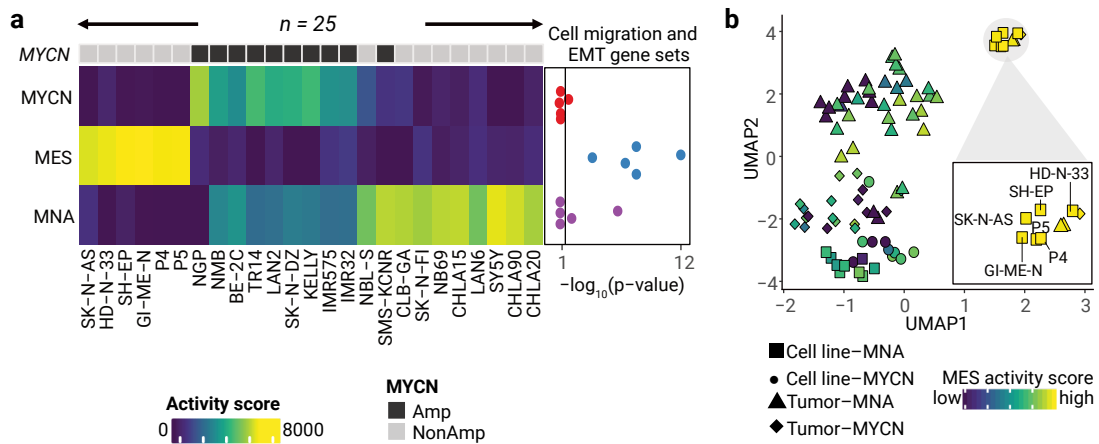 a
n = 25
MYCN
Cell migration and
EMT gene sets
MYCN
MES
MNA
SK−N−AS
HD−N−33
SH−EP
GI−ME−N
P4
P5
NGP
NMB
BE−2C
TR14
LAN2
SK−N−DZ
KELLY
IMR575
IMR32
NBL−S
SMS−KCNR
CLB−GA
SK−N−FI
NB69
CHLA15
LAN6
SY5Y
CHLA90
CHLA20
1
12
−log10(p−value)
Activity score
0
8000
MYCN
Amp
NonAmp
b
4
2
0
−2
−4
UMAP2
−2
−1
0
1
2
3
UMAP1
HD-N-33
SH-EP
SK-N-AS
P5
P4
GI-ME-N
Cell line−MNA
Cell line−MYCN
Tumor−MNA
Tumor−MYCN
MES activity score
low
high